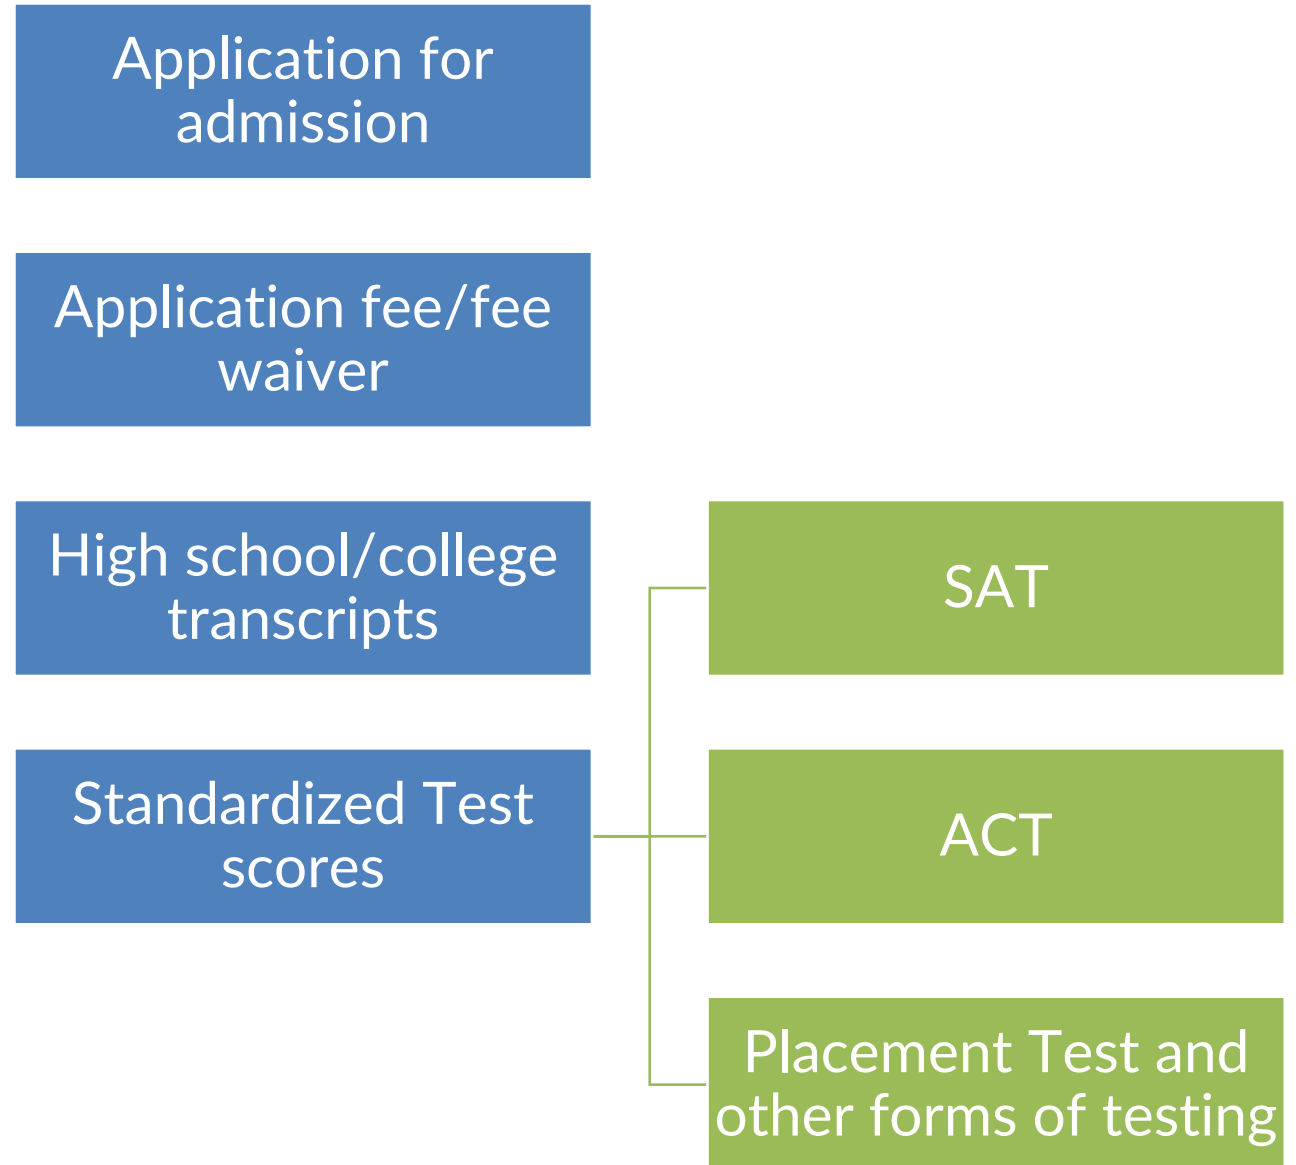 Application for
admission
Application fee/fee
waiver
High school/college
transcripts
Standardized Test
scores
SAT
ACT
Placement Test and
other forms of testing